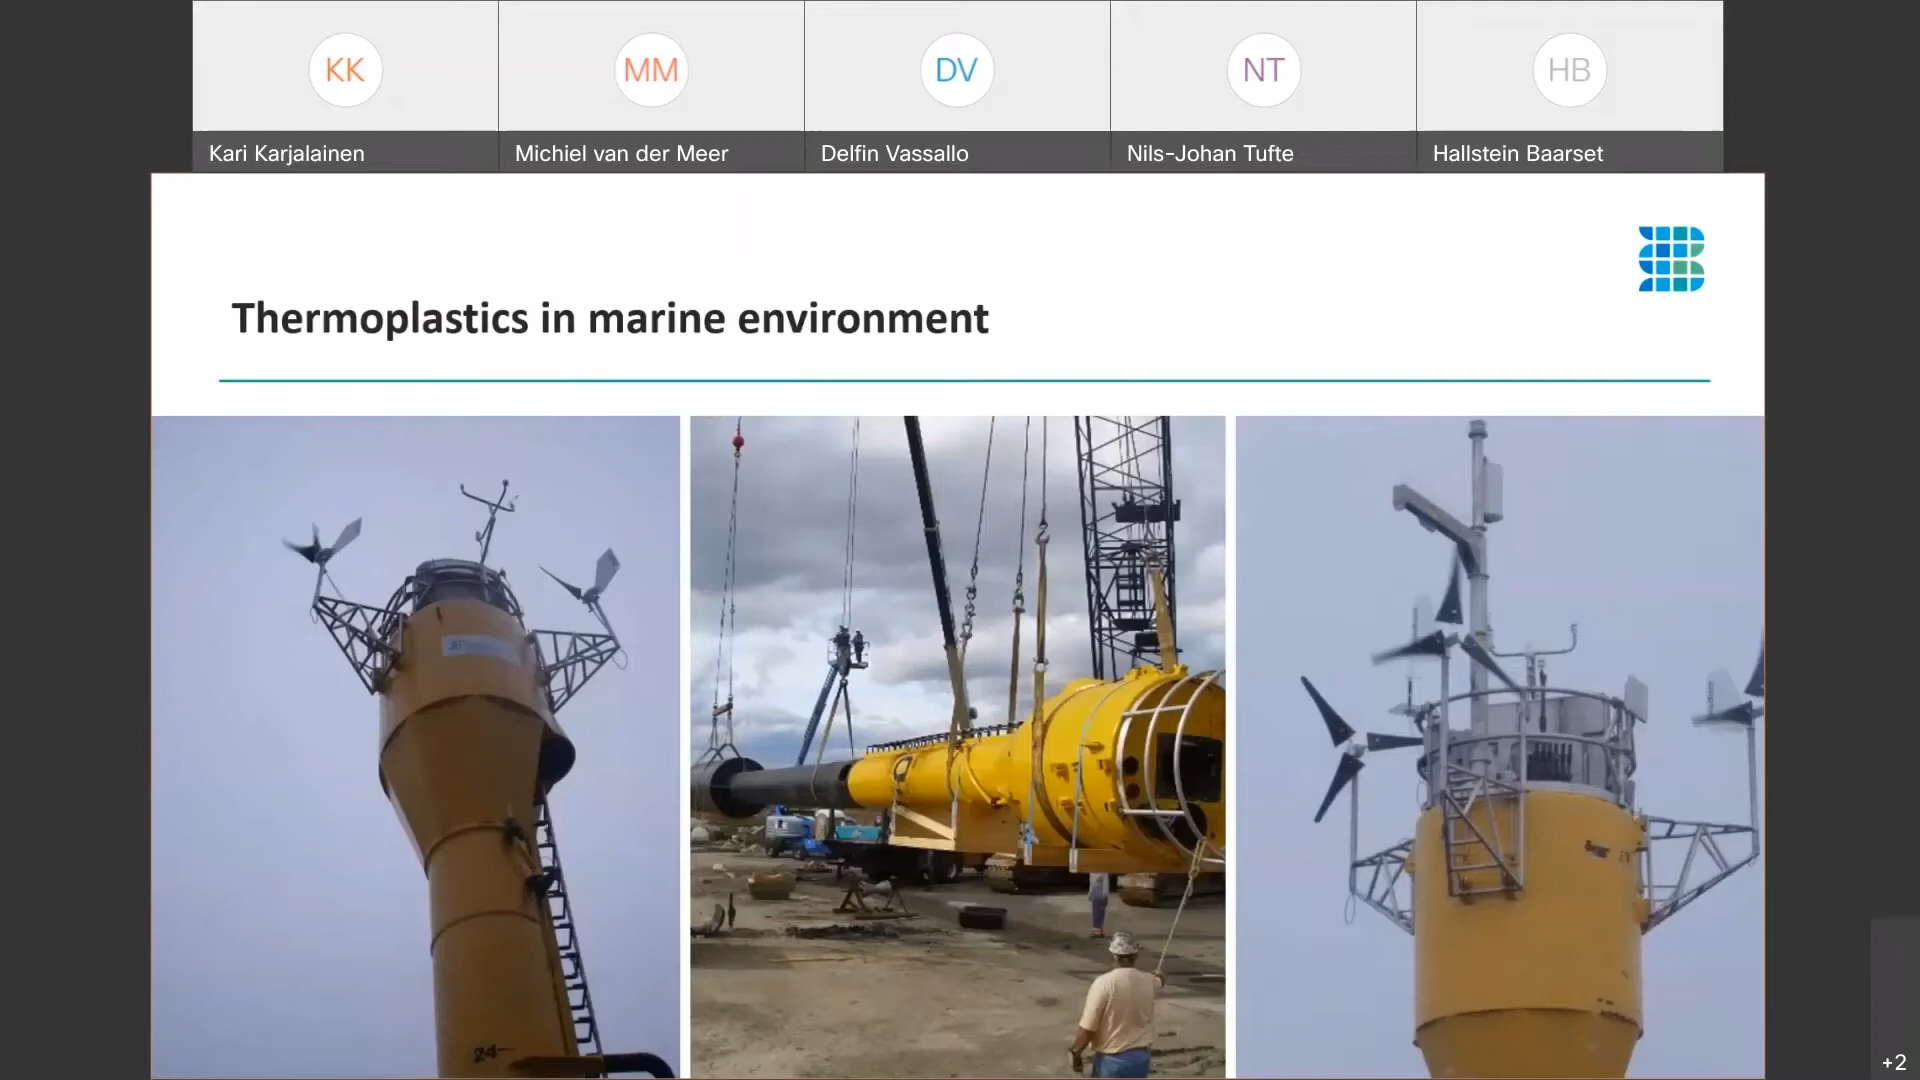 KK
MM
DV
NT
HB
Kari Karjalainen
Michiel van der Meer
Delfin Vassallo
Nils-Johan Tufte
Hallstein Baarset
Thermoplastics in marine environment
24
+2